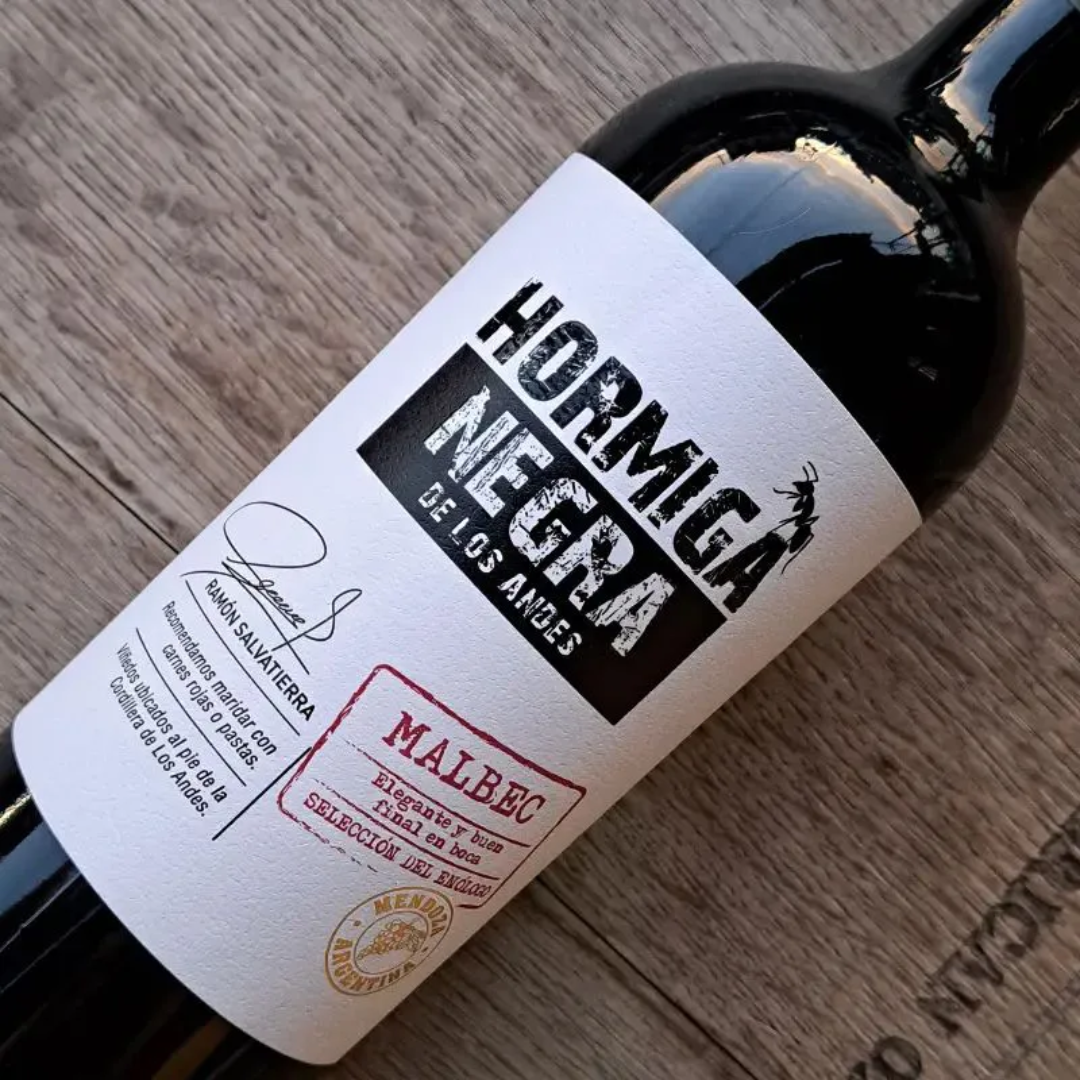 HORMIGA
NEGRA
DE LOS ANDES
RAMÓN SALVATIERRA
Recomendamos maridar con
carnes rojas o pastas.
Viñedos ubicados al pie de la
Cordillera de Los Andes.
MALBEC
Elegante y buen
final en boca
SELECCIÓN DEL ENÓLOGO
MENDOZA
ARGENTINA